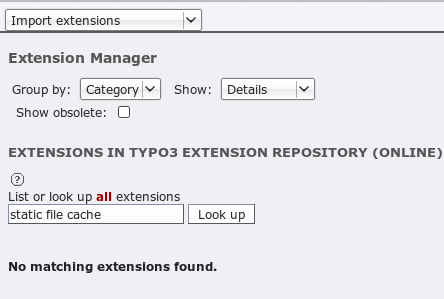 Import extensions
Extension Manager
Group by: Category Show: Details
Show obsolete:
EXTENSIONS IN TYPO3 EXTENSION REPOSITORY (ONLINE)
?
List or look up all extensions
static file cache Look up
No matching extensions found.